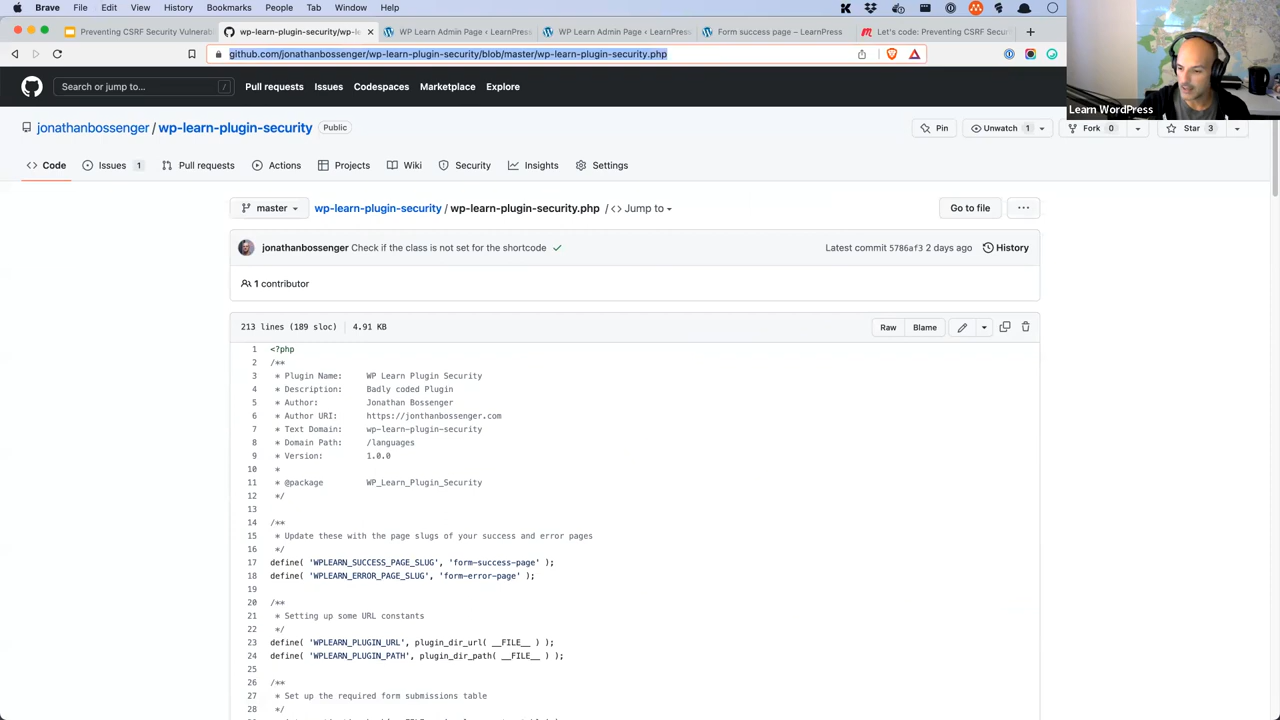 Brave File Edit View History Bookmarks People Tab Window Help
Preventing CSRF Security Vulnerab
wp-learn-plugin-security/wp-l
WP Learn Admin Page ‹ LearnPress
WP Learn Admin Page ‹ LearnPress
Form success page – LearnPress
Let's code: Preventing CSRF Secur
github.com/jonathanbossenger/wp-learn-plugin-security/blob/master/wp-learn-plugin-security.php
Learn WordPress
Search or jump to... /
Pull requests Issues Codespaces Marketplace Explore
jonathanbossenger / wp-learn-plugin-security Public
Pin Unwatch 1 Fork 0 Star 3
Code Issues 1 Pull requests Actions Projects Wiki Security Insights Settings
master wp-learn-plugin-security / wp-learn-plugin-security.php / <> Jump to Go to file ...
jonathanbossenger Check if the class is not set for the shortcode Latest commit 5786af3 2 days ago History
1 contributor
213 lines (189 sloc) 4.91 KB Raw Blame
1 <?php
2 /**
3 * Plugin Name: WP Learn Plugin Security
4 * Description: Badly coded Plugin
5 * Author: Jonathan Bossenger
6 * Author URI: https://jonthanbossenger.com
7 * Text Domain: wp-learn-plugin-security
8 * Domain Path: /languages
9 * Version: 1.0.0
10 *
11 * @package WP_Learn_Plugin_Security
12 */
13
14 /**
15 * Update these with the page slugs of your success and error pages
16 */
17 define( 'WPLEARN_SUCCESS_PAGE_SLUG', 'form-success-page' );
18 define( 'WPLEARN_ERROR_PAGE_SLUG', 'form-error-page' );
19
20 /**
21 * Setting up some URL constants
22 */
23 define( 'WPLEARN_PLUGIN_URL', plugin_dir_url( __FILE__ ) );
24 define( 'WPLEARN_PLUGIN_PATH', plugin_dir_path( __FILE__ ) );
25
26 /**
27 * Set up the required form submissions table
28 */